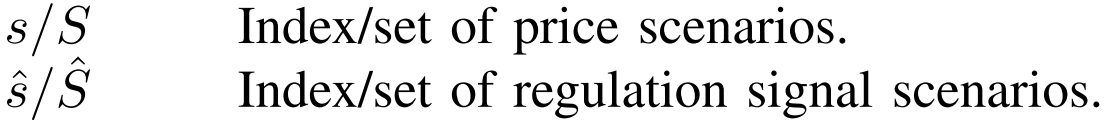 s/S Index/set of price scenarios.
ŝ/Ŝ Index/set of regulation signal scenarios.